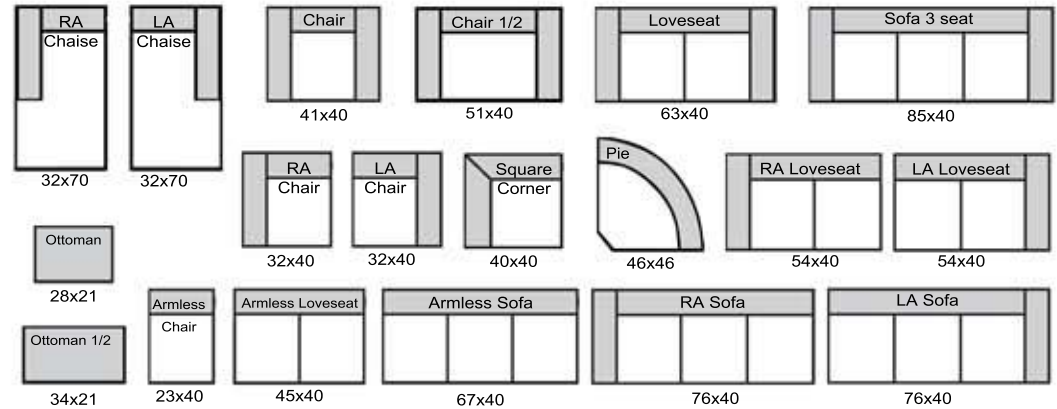 RA
Chaise
32x70
LA
Chaise
32x70
Chair
41x40
Chair 1/2
51x40
Loveseat
63x40
Sofa 3 seat
85x40
RA
Chair
32x40
LA
Chair
32x40
Square
Corner
40x40
Pie
46x46
RA Loveseat
54x40
LA Loveseat
54x40
Ottoman
28x21
Ottoman 1/2
34x21
Armless
Chair
23x40
Armless Loveseat
45x40
Armless Sofa
67x40
RA Sofa
76x40
LA Sofa
76x40